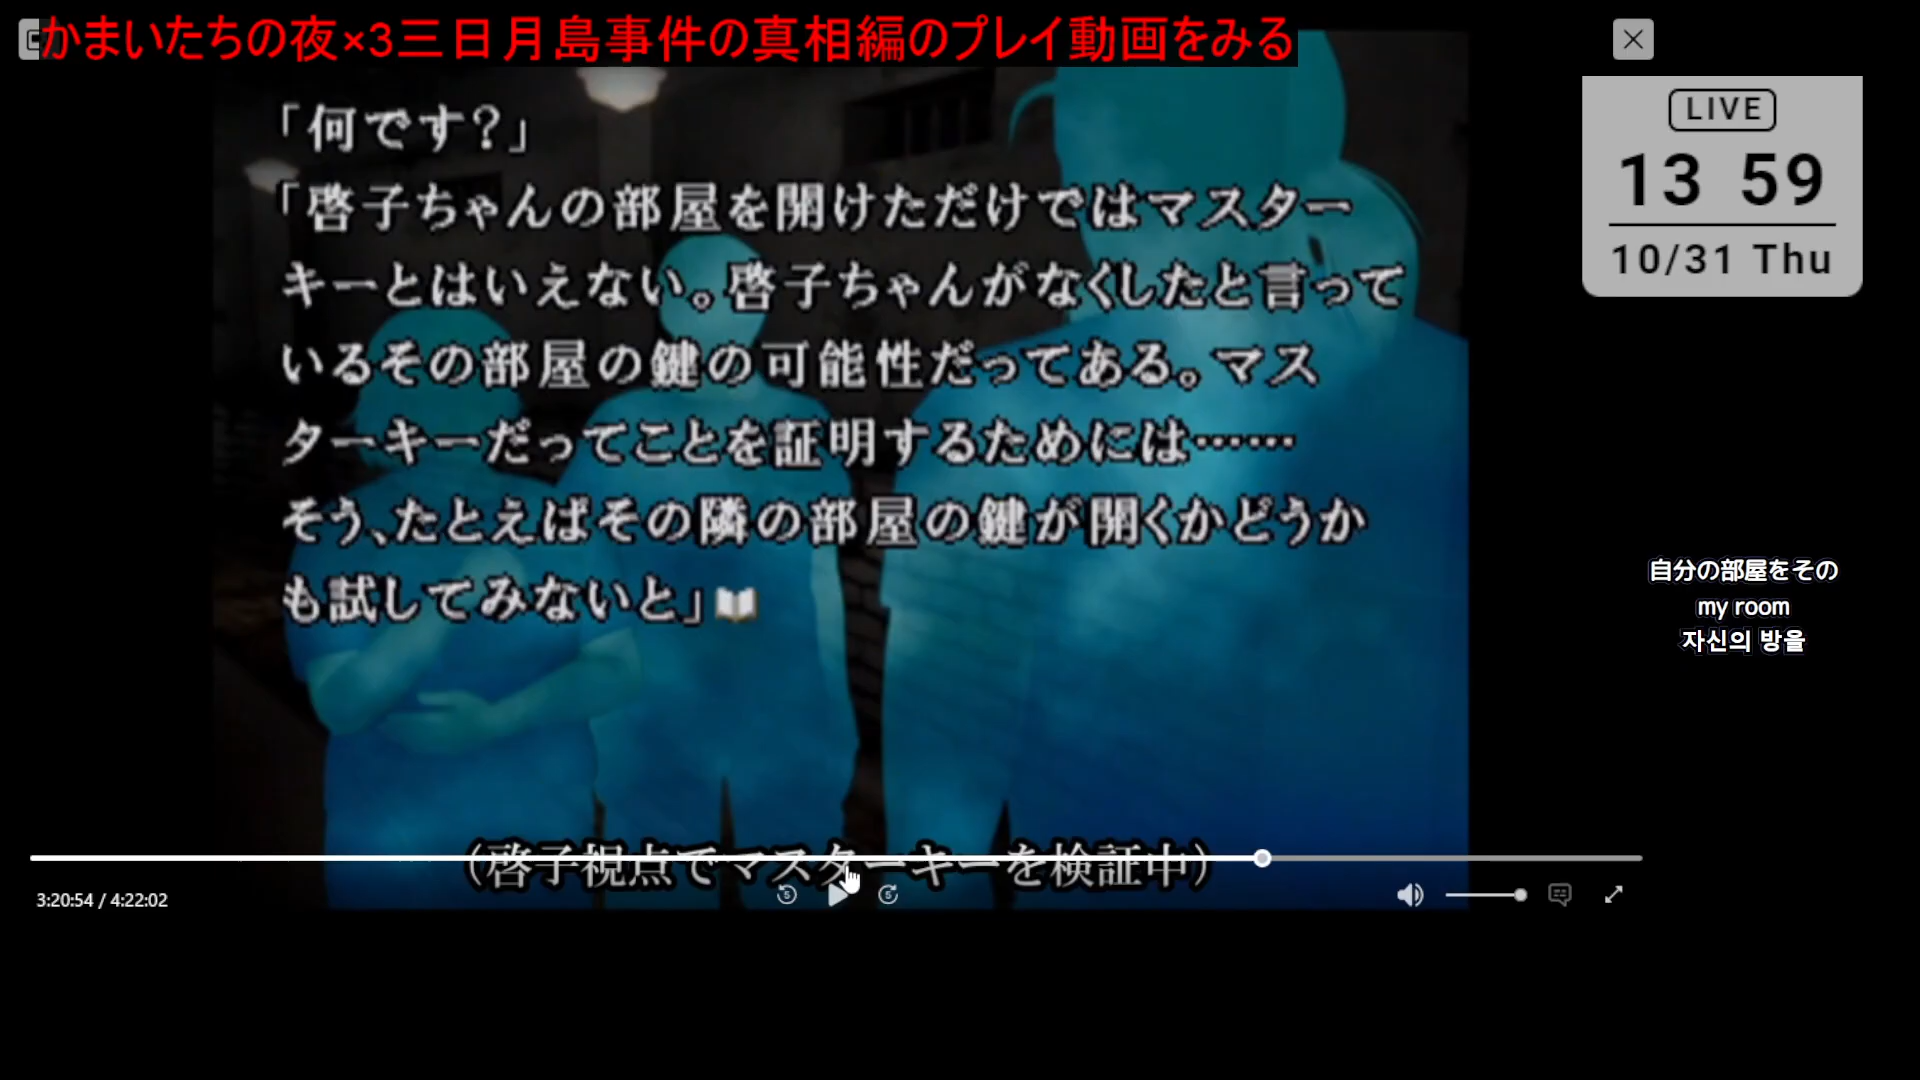 かまいたちの夜×3三日月島事件の真相編のプレイ動画をみる
「何です？」
「啓子ちゃんの部屋を開けただけではマスター
キーとはいえない。啓子ちゃんがなくしたと言って
いるその部屋の鍵の可能性だってある。マス
ターキーだってことを証明するためには……
そう、たとえばその隣の部屋の鍵が開くかどうか
も試してみないと」
（啓子視点でマスターキーを検証中）
3:20:54 / 4:22:02
5
5
LIVE
13 59
10/31 Thu
自分の部屋をその
my room
자신의 방을